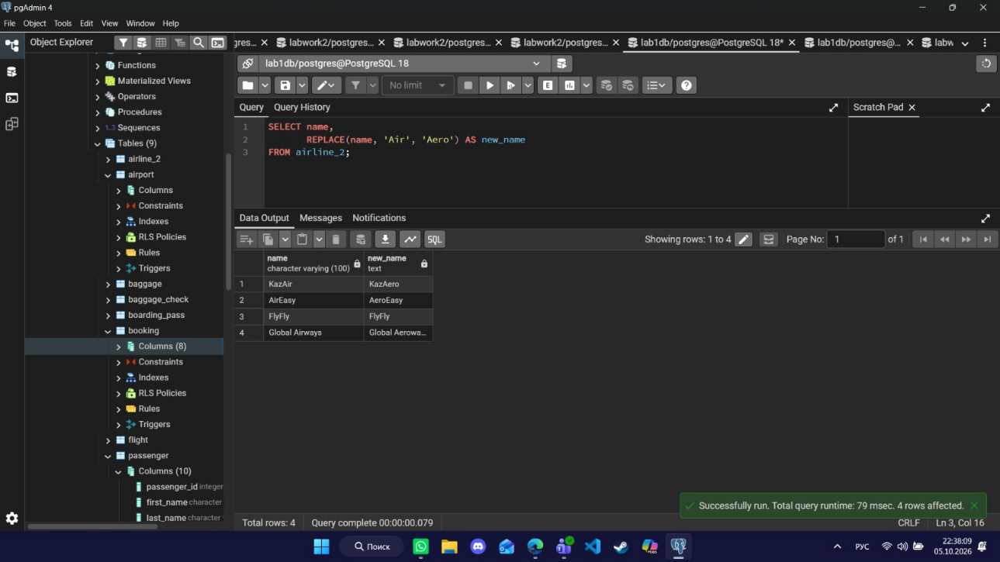 pgAdmin 4
File Object Tools Edit View Window Help
Object Explorer
gres... labwork2/postgres... labwork2/postgres... labwork2/postgres... lab1db/postgres@PostgreSQL 18* lab1db/postgres@... labw
lab1db/postgres@PostgreSQL 18
No limit
E
Query Query History
Scratch Pad
1 SELECT name,
2 REPLACE(name, 'Air', 'Aero') AS new_name
3 FROM airline_2;
Functions
Materialized Views
Operators
Procedures
1..3 Sequences
Tables (9)
airline_2
airport
Columns
Constraints
Indexes
RLS Policies
Rules
Triggers
baggage
baggage_check
boarding_pass
booking
Columns (8)
Constraints
Indexes
RLS Policies
Rules
Triggers
flight
passenger
Columns (10)
passenger_id integer
first_name character
last_name character
Data Output Messages Notifications
SQL
Showing rows: 1 to 4
Page No: 1 of 1
name new_name
character varying (100) text
1 KazAir KazAero
2 AirEasy AeroEasy
3 FlyFly FlyFly
4 Global Airways Global Aerowa...
Successfully run. Total query runtime: 79 msec. 4 rows affected.
Total rows: 4 Query complete 00:00:00.079
CRLF Ln 3, Col 16
Поиск
РУС
22:38:09
05.10.2026